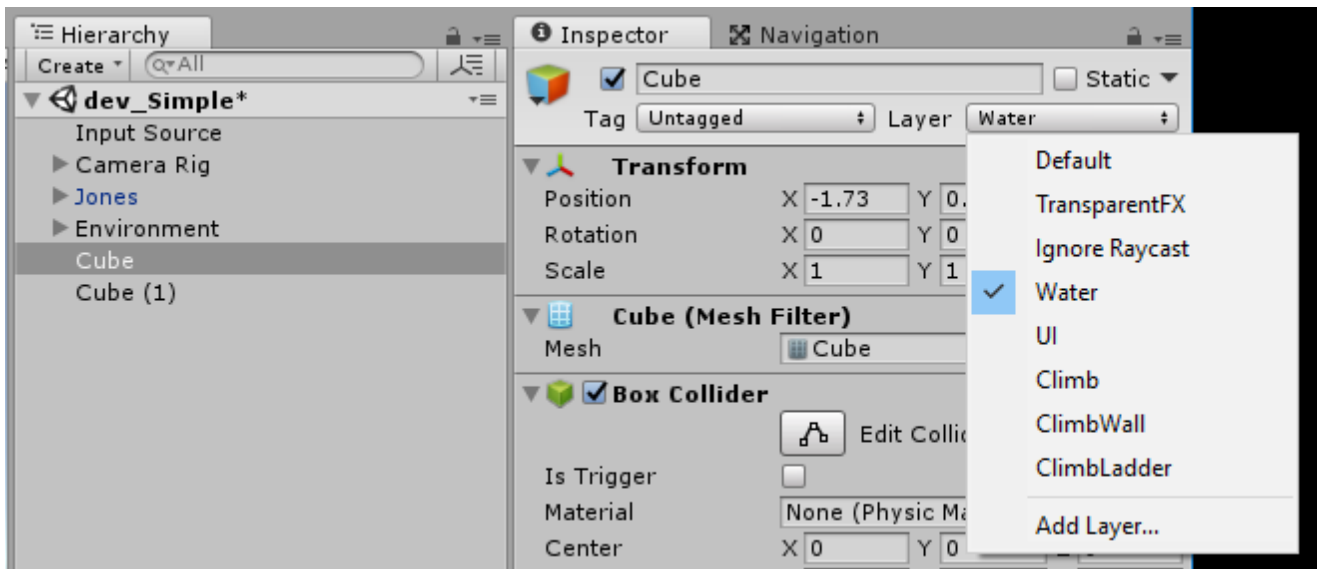 Hierarchy
Create
All
dev_Simple*
Input Source
Camera Rig
Jones
Environment
Cube
Cube (1)
Inspector
Navigation
Cube
Static
Tag Untagged
Layer Water
Transform
Position X -1.73 Y 0.
Rotation X 0 Y 0
Scale X 1 Y 1
Cube (Mesh Filter)
Mesh Cube
Box Collider
Edit Collid
Is Trigger
Material None (Physic Ma
Center X 0 Y 0
Default
TransparentFX
Ignore Raycast
Water
UI
Climb
ClimbWall
ClimbLadder
Add Layer...